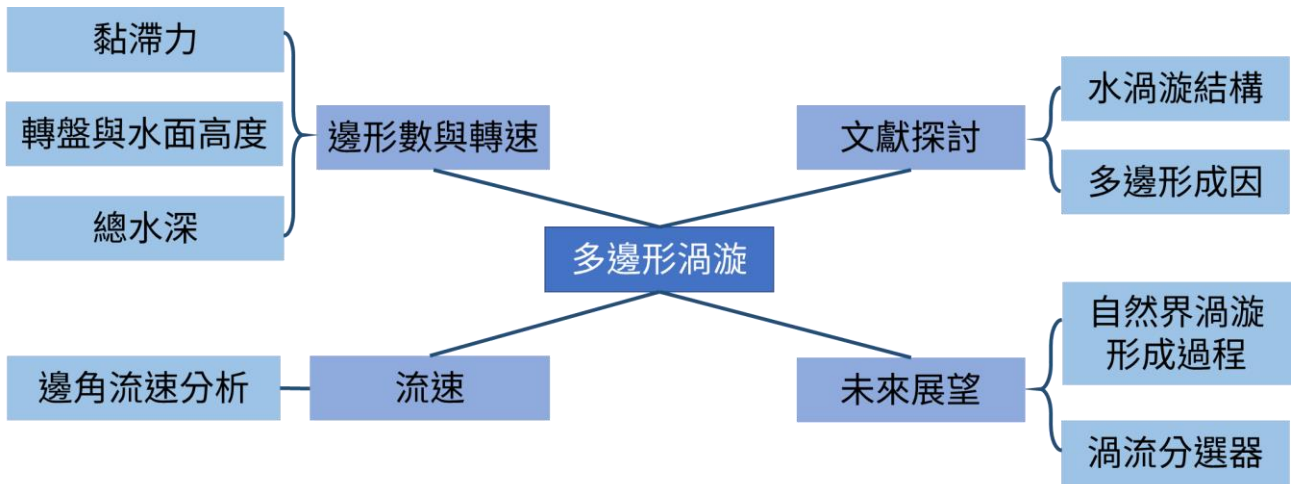 黏滯力
轉盤與水面高度
總水深
邊形數與轉速
文獻探討
水渦漩結構
多邊形成因
多邊形渦漩
邊角流速分析
流速
未來展望
自然界渦漩
形成過程
渦流分選器